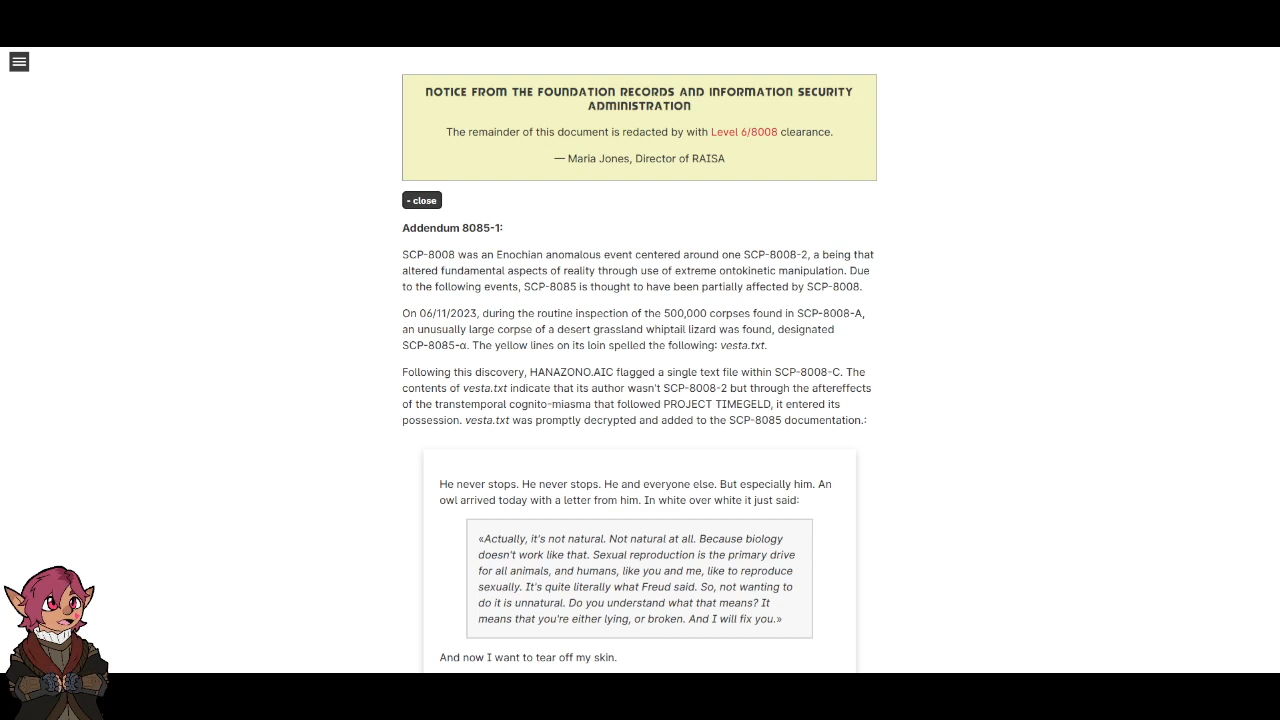 NOTICE FROM THE FOUNDATION RECORDS AND INFORMATION SECURITY
ADMINISTRATION
The remainder of this document is redacted by with Level 6/8008 clearance.
— Maria Jones, Director of RAISA
- close
Addendum 8085-1:
SCP-8008 was an Enochian anomalous event centered around one SCP-8008-2, a being that
altered fundamental aspects of reality through use of extreme ontokinetic manipulation. Due
to the following events, SCP-8085 is thought to have been partially affected by SCP-8008.
On 06/11/2023, during the routine inspection of the 500,000 corpses found in SCP-8008-A,
an unusually large corpse of a desert grassland whiptail lizard was found, designated
SCP-8085-α. The yellow lines on its loin spelled the following: vesta.txt.
Following this discovery, HANAZONO.AIC flagged a single text file within SCP-8008-C. The
contents of vesta.txt indicate that its author wasn't SCP-8008-2 but through the aftereffects
of the transtemporal cognito-miasma that followed PROJECT TIMEGELD, it entered its
possession. vesta.txt was promptly decrypted and added to the SCP-8085 documentation.:
He never stops. He never stops. He and everyone else. But especially him. An
owl arrived today with a letter from him. In white over white it just said:
«Actually, it's not natural. Not natural at all. Because biology
doesn't work like that. Sexual reproduction is the primary drive
for all animals, and humans, like you and me, like to reproduce
sexually. It's quite literally what Freud said. So, not wanting to
do it is unnatural. Do you understand what that means? It
means that you're either lying, or broken. And I will fix you.»
And now I want to tear off my skin.